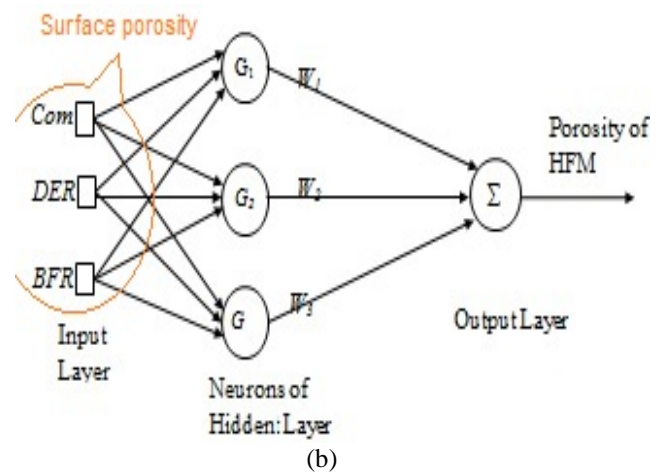 Surface porosity
Com
DER
BFR
Input
Layer
G₁
G₂
G
W₁
W₂
W₃
Neurons of
Hidden:Layer
Σ
Output Layer
Porosity of
HFM
(b)